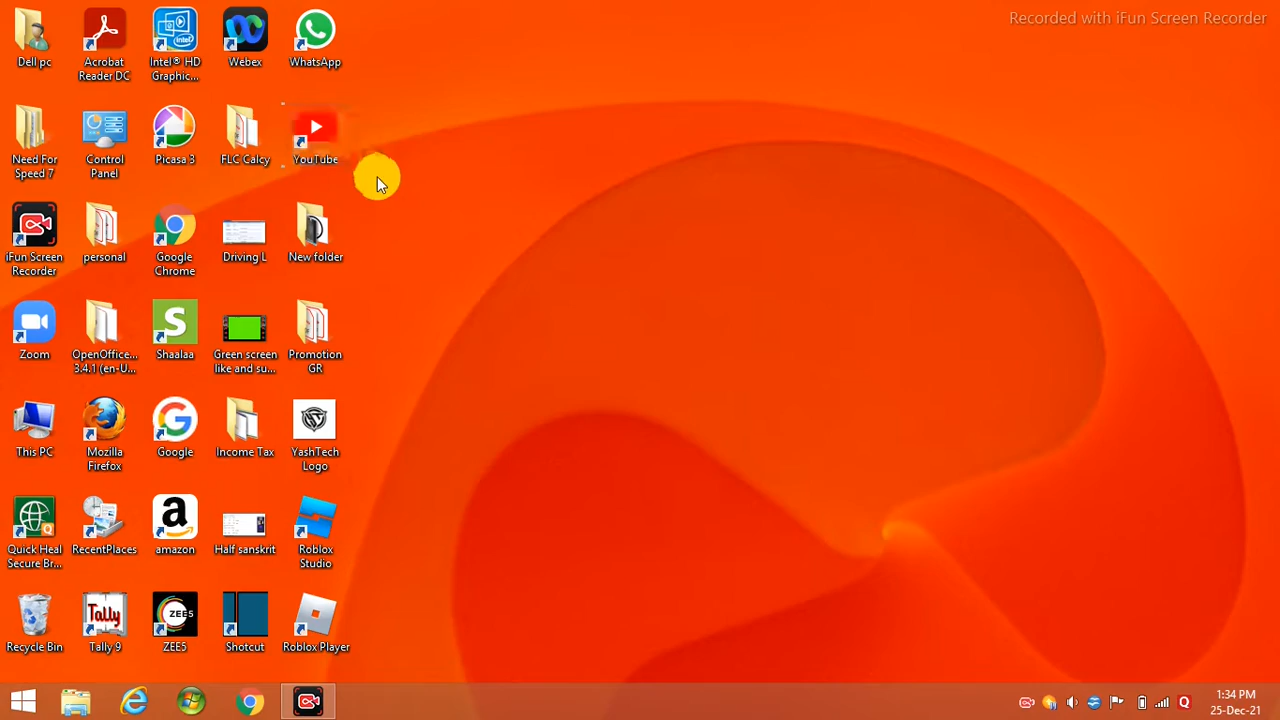 Recorded with iFun Screen Recorder
Dell pc
Acrobat
Reader DC
Intel® HD
Graphic...
intel
Webex
WhatsApp
Need For
Speed 7
Control
Panel
Picasa 3
FLC Calcy
YouTube
iFun Screen
Recorder
personal
Google
Chrome
Driving L
New folder
Zoom
OpenOffice...
3.4.1 (en-U...
S
Shaalaa
Green screen
like and su...
Promotion
GR
This PC
Mozilla
Firefox
G
Google
Income Tax
YashTech
Logo
Quick Heal
Secure Br...
RecentPlaces
a
amazon
Half sanskrit
Roblox
Studio
Recycle Bin
Tally
Tally 9
ZEE5
ZEE5
Shotcut
Roblox Player
1:34 PM
25-Dec-21